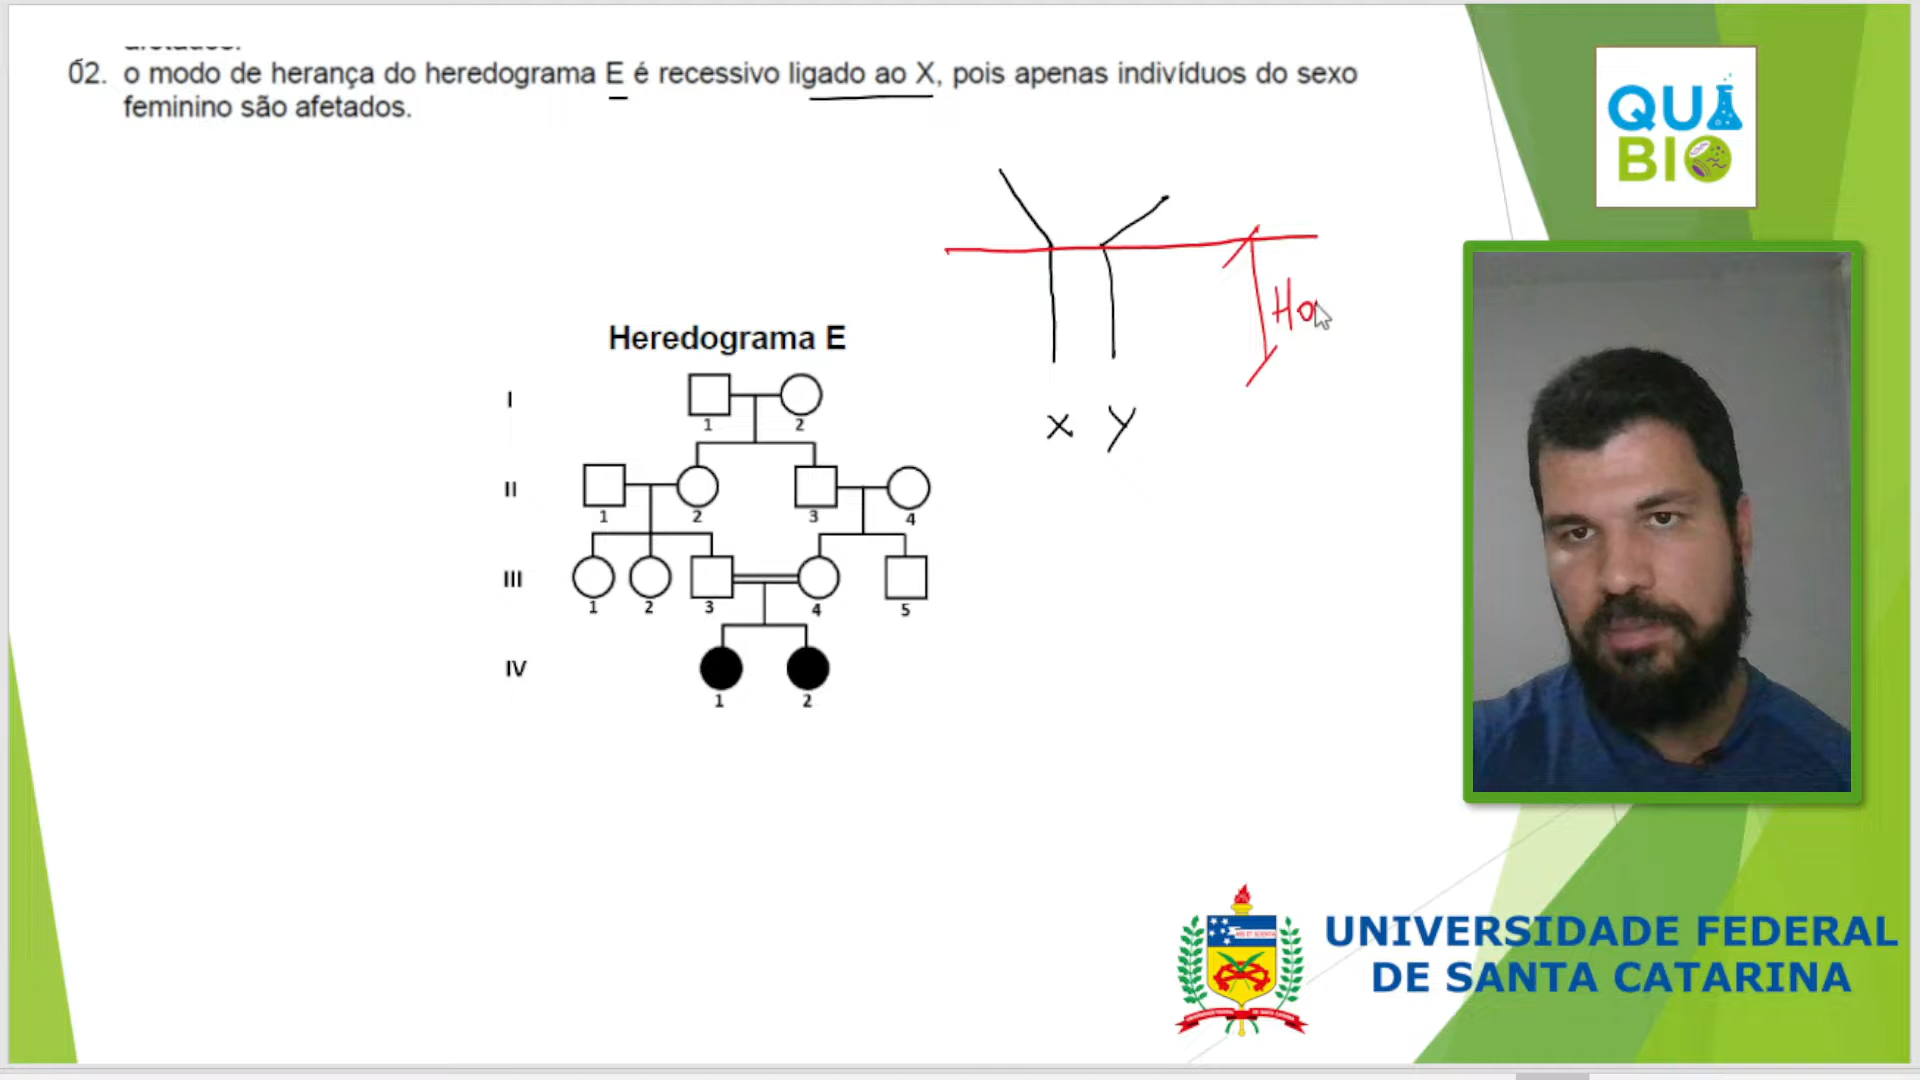 02. o modo de herança do heredograma E é recessivo ligado ao X, pois apenas indivíduos do sexo
feminino são afetados.
QUI
BIO
Ho
X Y
Heredograma E
I
1 2
II
1 2 3 4
III
1 2 3 4 5
IV
1 2
UNIVERSIDADE FEDERAL
DE SANTA CATARINA